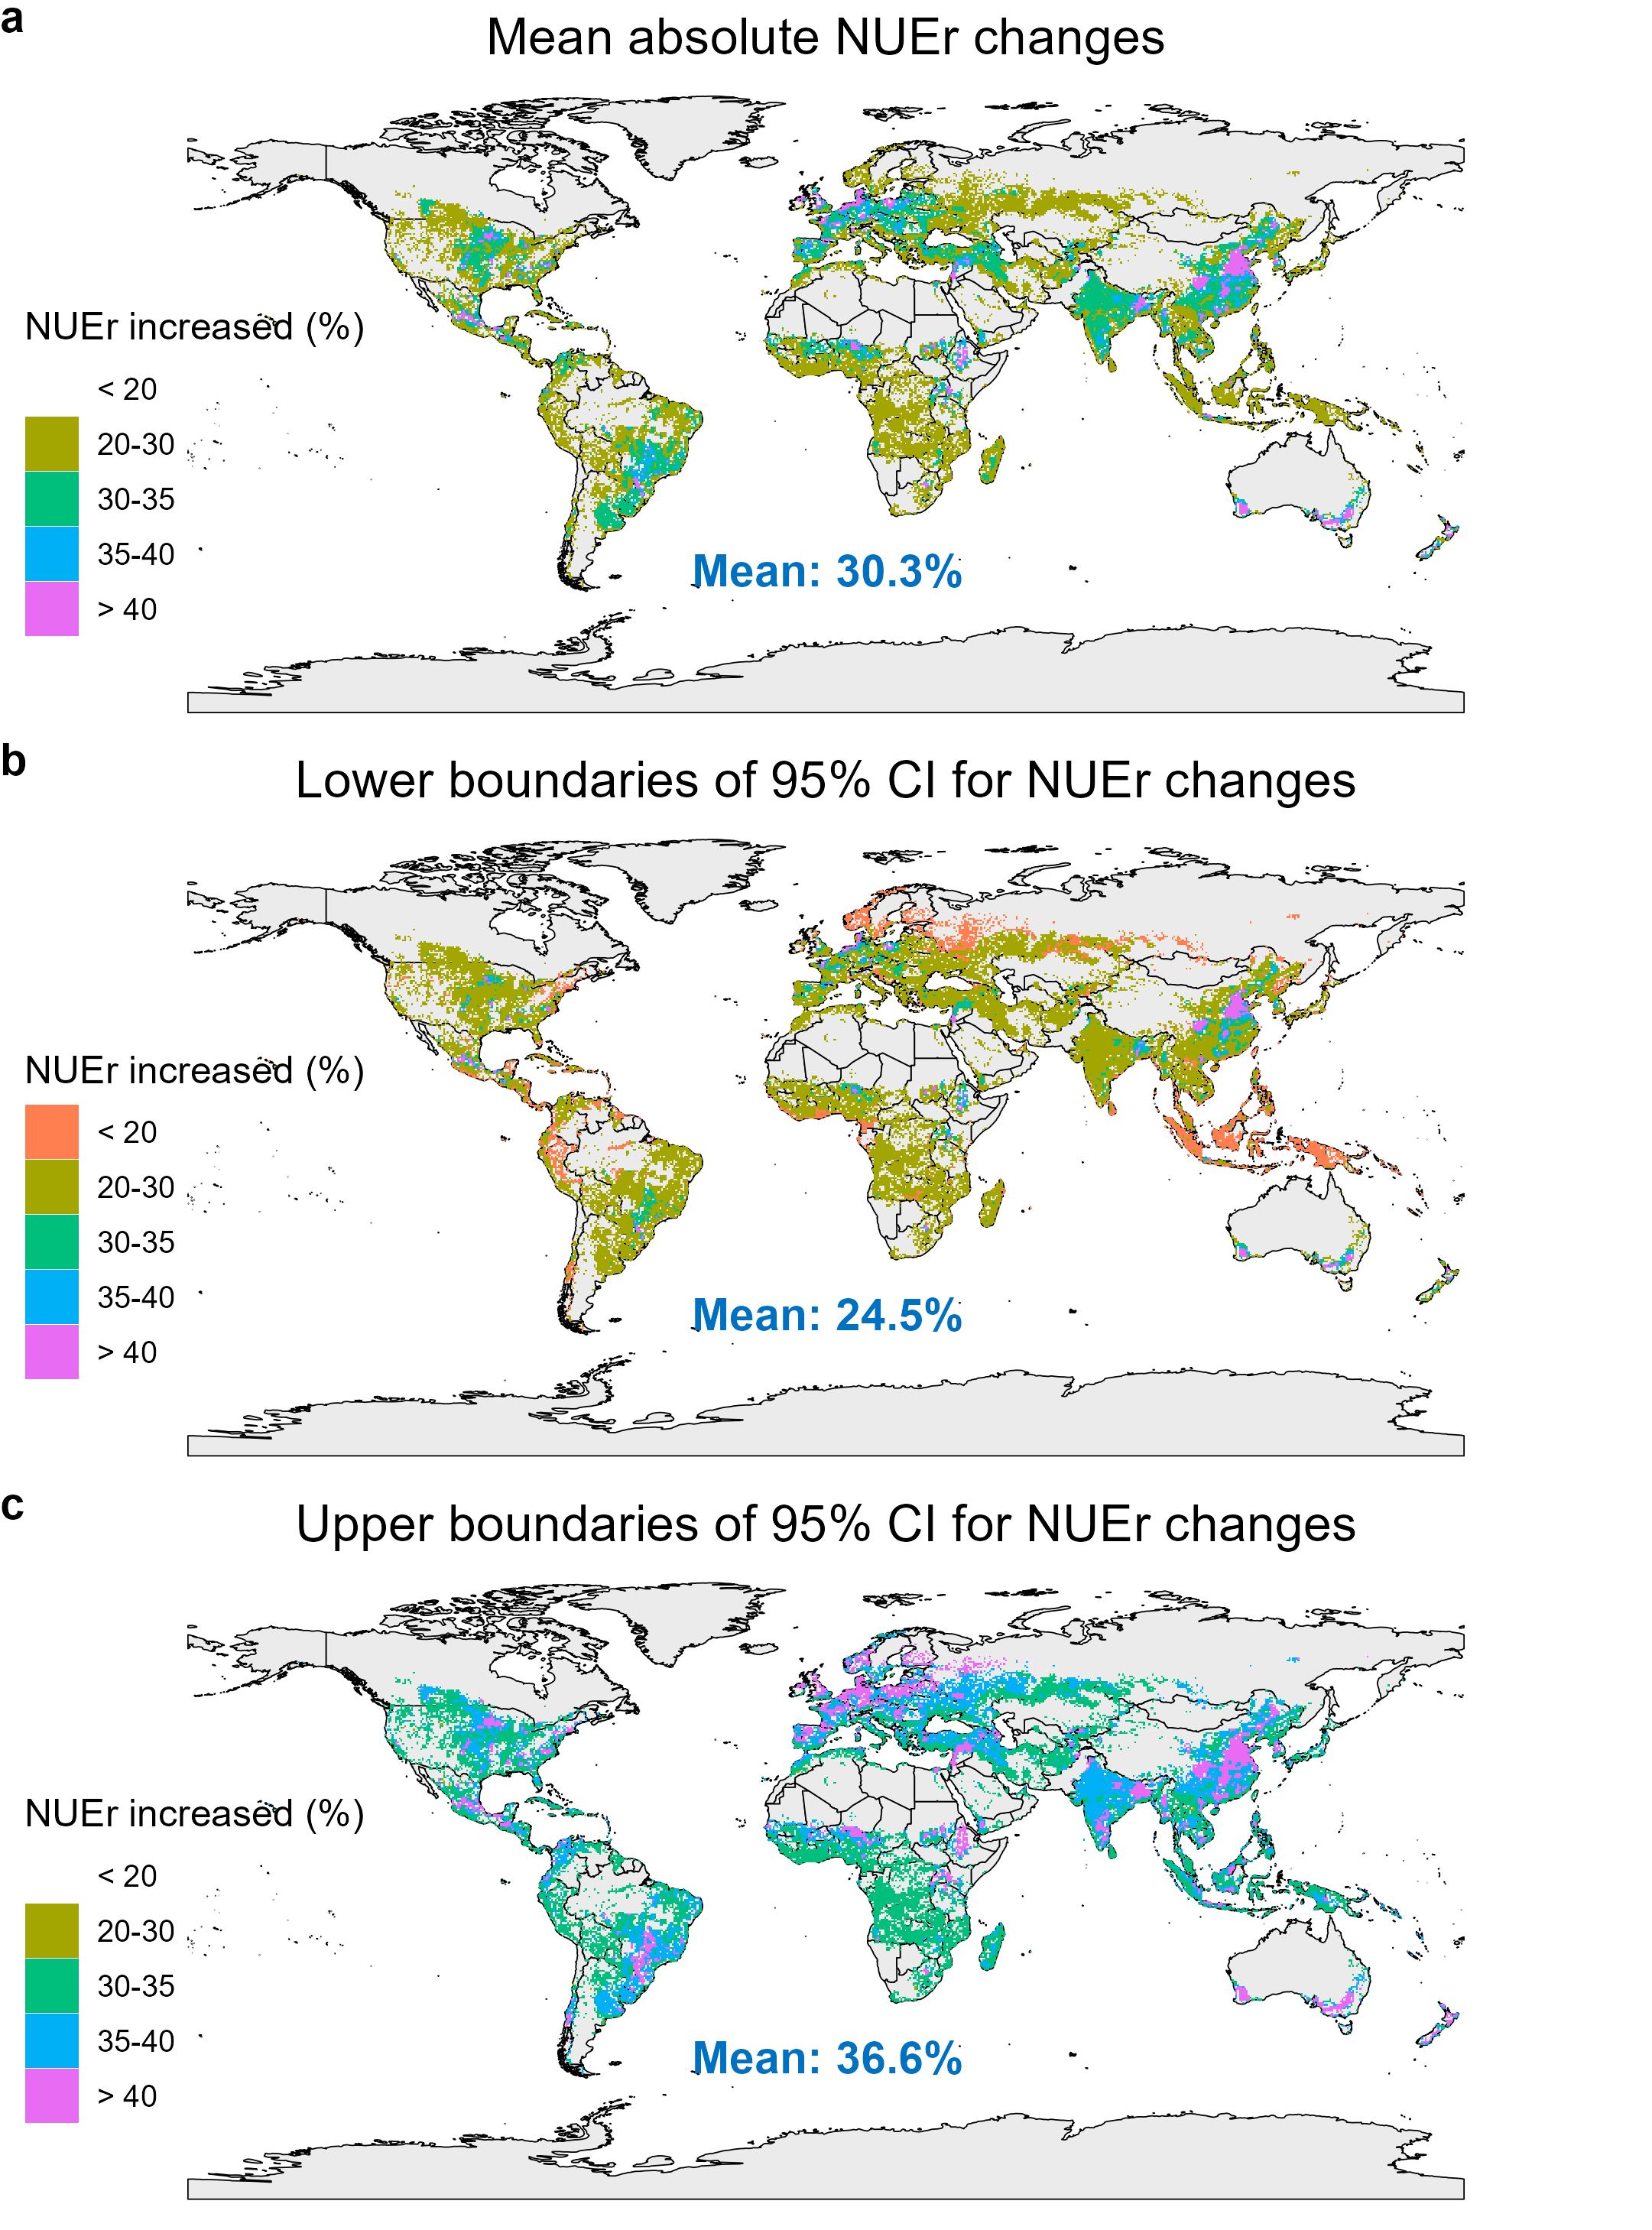 a
Mean absolute NUEr changes
NUEr increased (%)
< 20
20-30
30-35
35-40
> 40
Mean: 30.3%
b
Lower boundaries of 95% CI for NUEr changes
NUEr increased (%)
< 20
20-30
30-35
35-40
> 40
Mean: 24.5%
c
Upper boundaries of 95% CI for NUEr changes
NUEr increased (%)
< 20
20-30
30-35
35-40
> 40
Mean: 36.6%